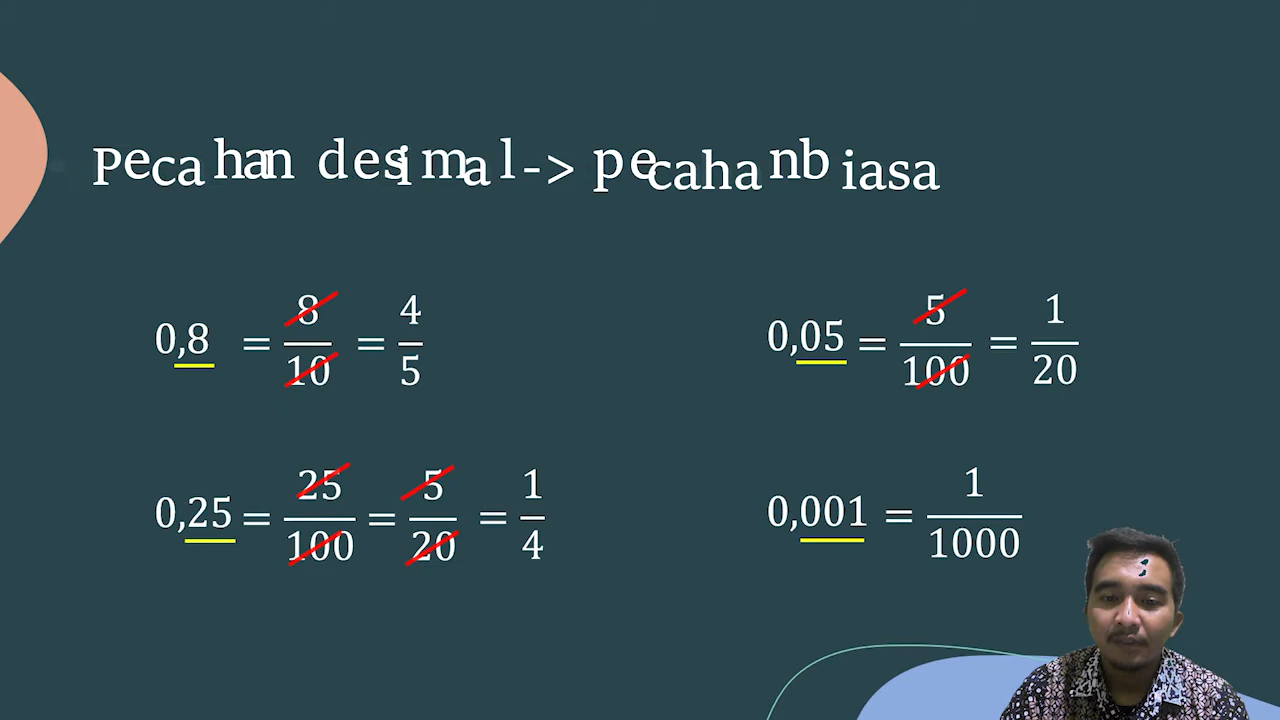 Pecahan desimal -> pecahan biasa
0,8 = 8/10 = 4/5
0,25 = 25/100 = 5/20 = 1/4
0,05 = 5/100 = 1/20
0,001 = 1/1000